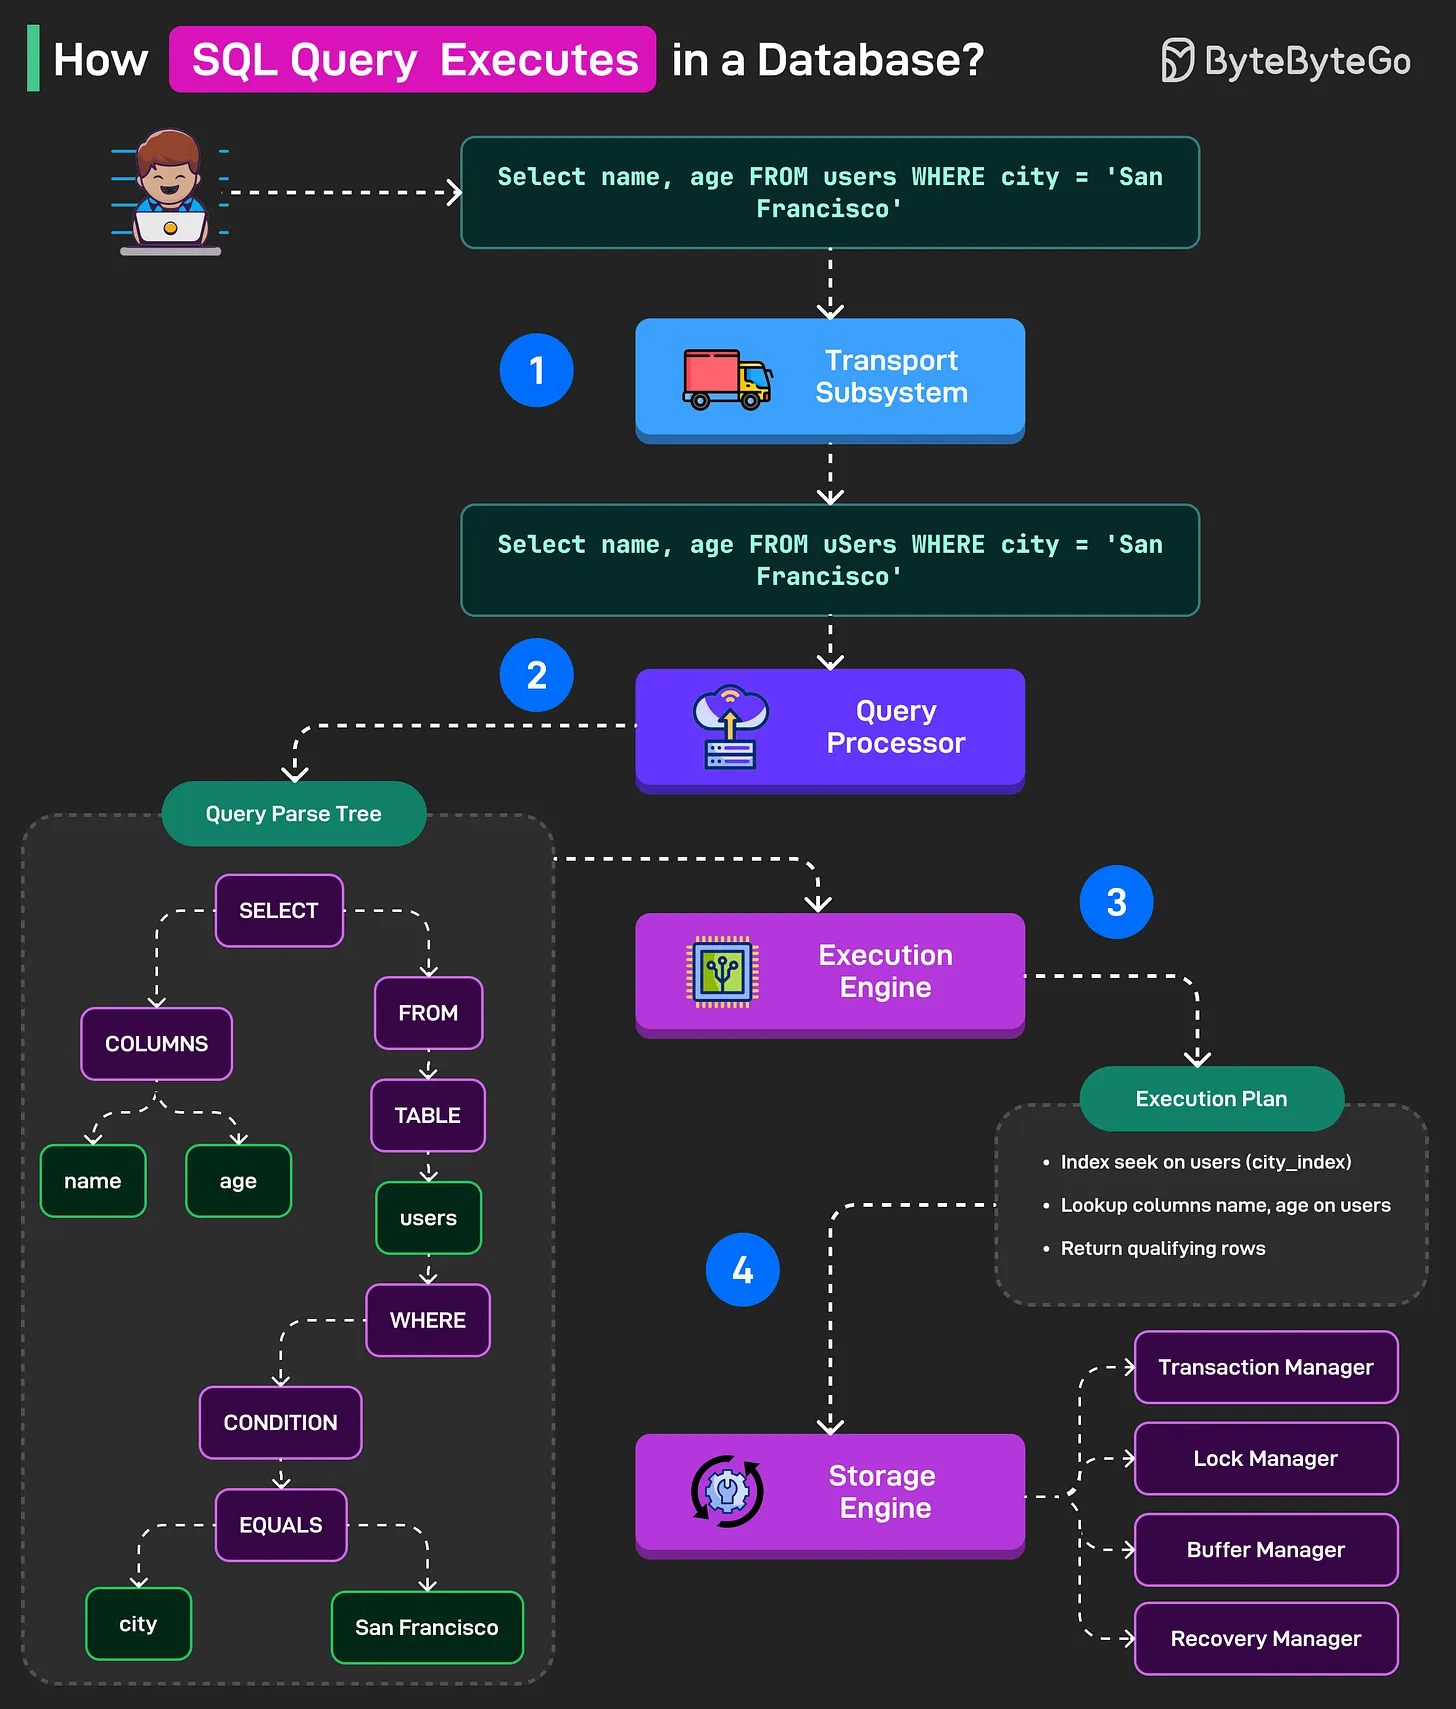 How SQL Query Executes in a Database?
ByteByteGo
Select name, age FROM users WHERE city = 'San
Francisco'
1
Transport
Subsystem
Select name, age FROM uSers WHERE city = 'San
Francisco'
2
Query
Processor
Query Parse Tree
SELECT
COLUMNS
name
age
FROM
TABLE
users
WHERE
CONDITION
EQUALS
city
San Francisco
3
Execution
Engine
Execution Plan
• Index seek on users (city_index)
• Lookup columns name, age on users
• Return qualifying rows
4
Storage
Engine
Transaction Manager
Lock Manager
Buffer Manager
Recovery Manager